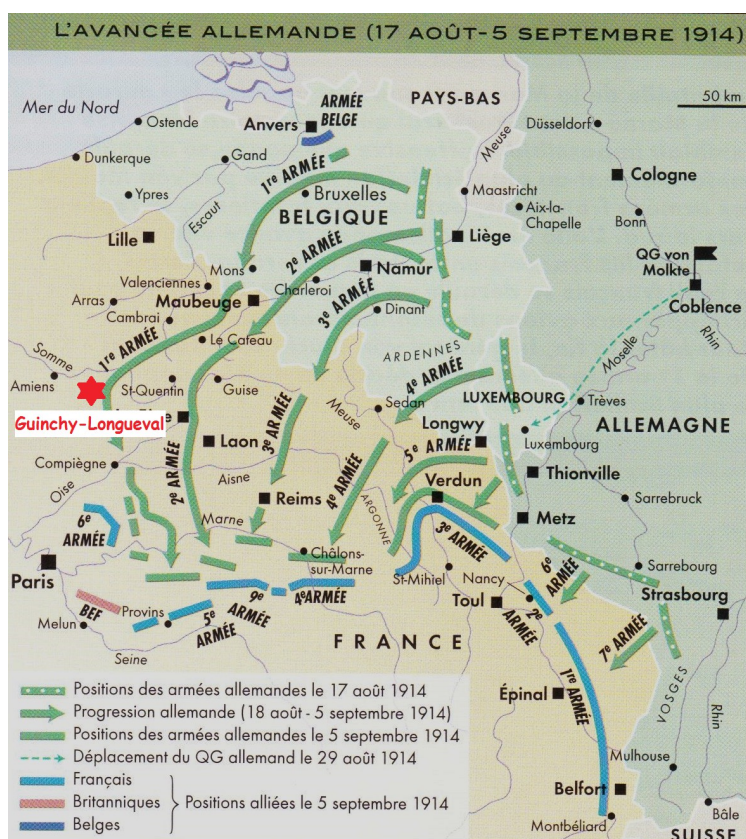 L'AVANCÉE ALLEMANDE (17 AOÛT- 5 SEPTEMBRE 1914)
Mer du Nord
Ostende
Anvers
ARMÉE
BELGE
PAYS-BAS
50 km
Düsseldorf
Dunkerque
Gand
1re ARMÉE
Meuse
Cologne
Ypres
Escaut
Bruxelles
Maastricht
Aix-la-
Chapelle
BELGIQUE
Bonn
Lille
2e ARMÉE
Liège
QG von
Molkte
Mons
Namur
Valenciennes
Charleroi
Coblence
Arras
Maubeuge
3e ARMÉE
Dinant
Rhin
Cambrai
1re ARMÉE
Le Cateau
Moselle
Somme
ARDENNES
Amiens
St-Quentin
Guise
4e ARMÉE
Meuse
Sedan
LUXEMBOURG
Trèves
Guinchy-Longueval
Longwy
ALLEMAGNE
Laon
3e ARMÉE
5e ARMÉE
Luxembourg
Compiègne
2e ARMÉE
Aisne
Verdun
Thionville
Oise
Reims
4e ARMÉE
ARGONNE
Sarrebruck
6e
ARMÉE
Marne
Metz
3e ARMÉE
Châlons-
sur-Marne
6e ARMÉE
Sarrebourg
Paris
St-Mihiel
Nancy
Strasbourg
BEF
Provins
5e
ARMÉE
9e
ARMÉE
4e ARMÉE
Toul
2e
ARMÉE
7e ARMÉE
Melun
Seine
FRANCE
1re ARMÉE
VOSGES
Épinal
Rhin
Mulhouse
Belfort
Montbéliard
Bâle
SUISSE
Positions des armées allemandes le 17 août 1914
Progression allemande (18 août - 5 septembre 1914)
Positions des armées allemandes le 5 septembre 1914
Déplacement du QG allemand le 29 août 1914
Français
Britanniques
Positions alliées le 5 septembre 1914
Belges